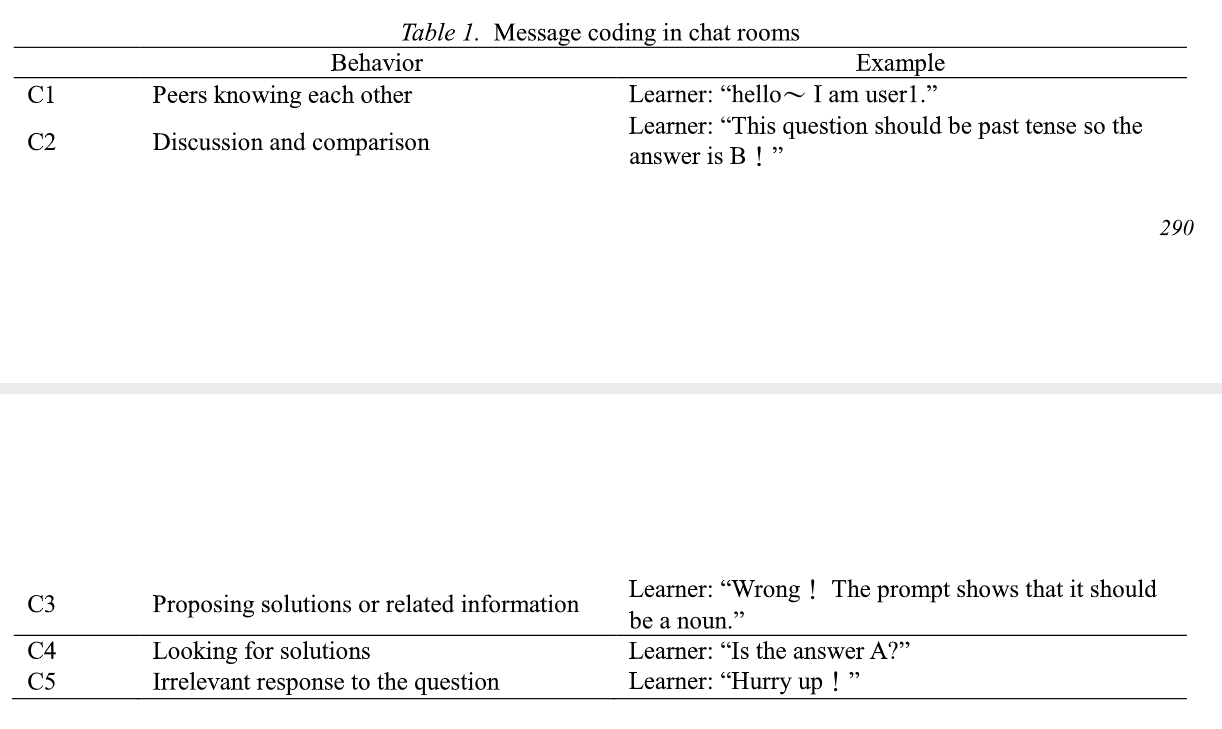 Table 1. Message coding in chat rooms
Behavior Example
C1 Peers knowing each other Learner: “hello～ I am user1.”
C2 Discussion and comparison Learner: “This question should be past tense so the
answer is B！”
290
C3 Proposing solutions or related information Learner: “Wrong！ The prompt shows that it should
be a noun.”
C4 Looking for solutions Learner: “Is the answer A?”
C5 Irrelevant response to the question Learner: “Hurry up！”